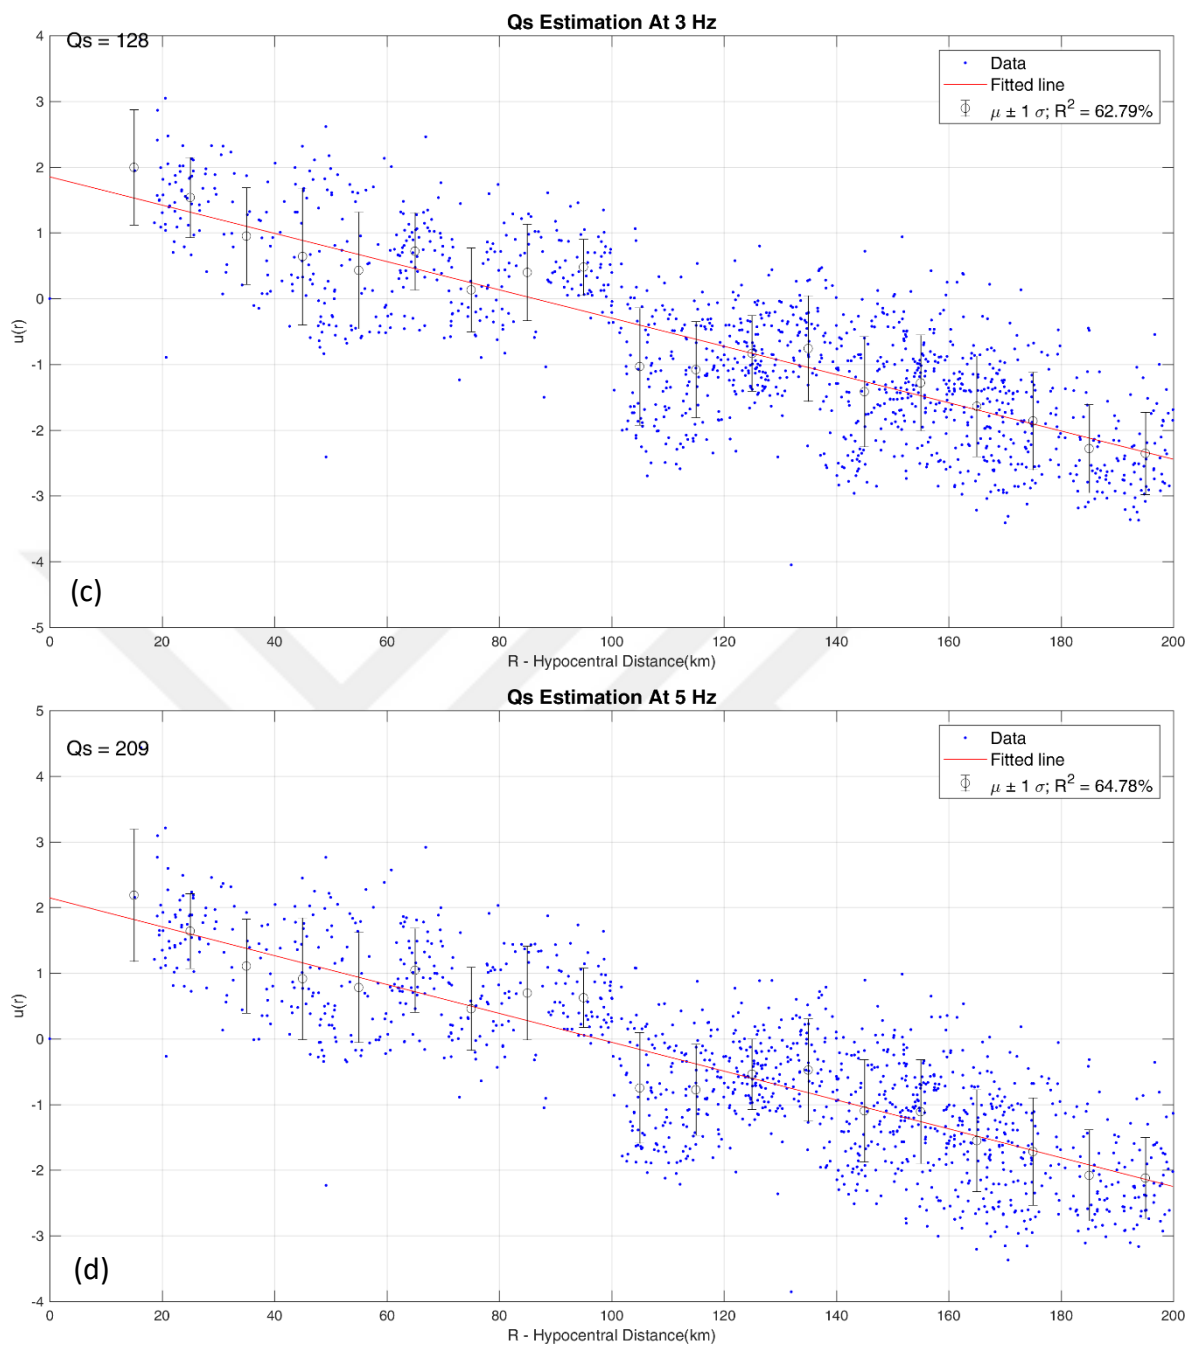 Qs Estimation At 3 Hz
Qs = 128
Data
Fitted line
μ ± 1 σ; R² = 62.79%
4
3
2
1
0
-1
-2
-3
-4
-5
u(r)
(c)
0 20 40 60 80 100 120 140 160 180 200
R - Hypocentral Distance(km)
Qs Estimation At 5 Hz
Qs = 209
Data
Fitted line
μ ± 1 σ; R² = 64.78%
5
4
3
2
1
0
-1
-2
-3
-4
u(r)
(d)
0 20 40 60 80 100 120 140 160 180 200
R - Hypocentral Distance(km)